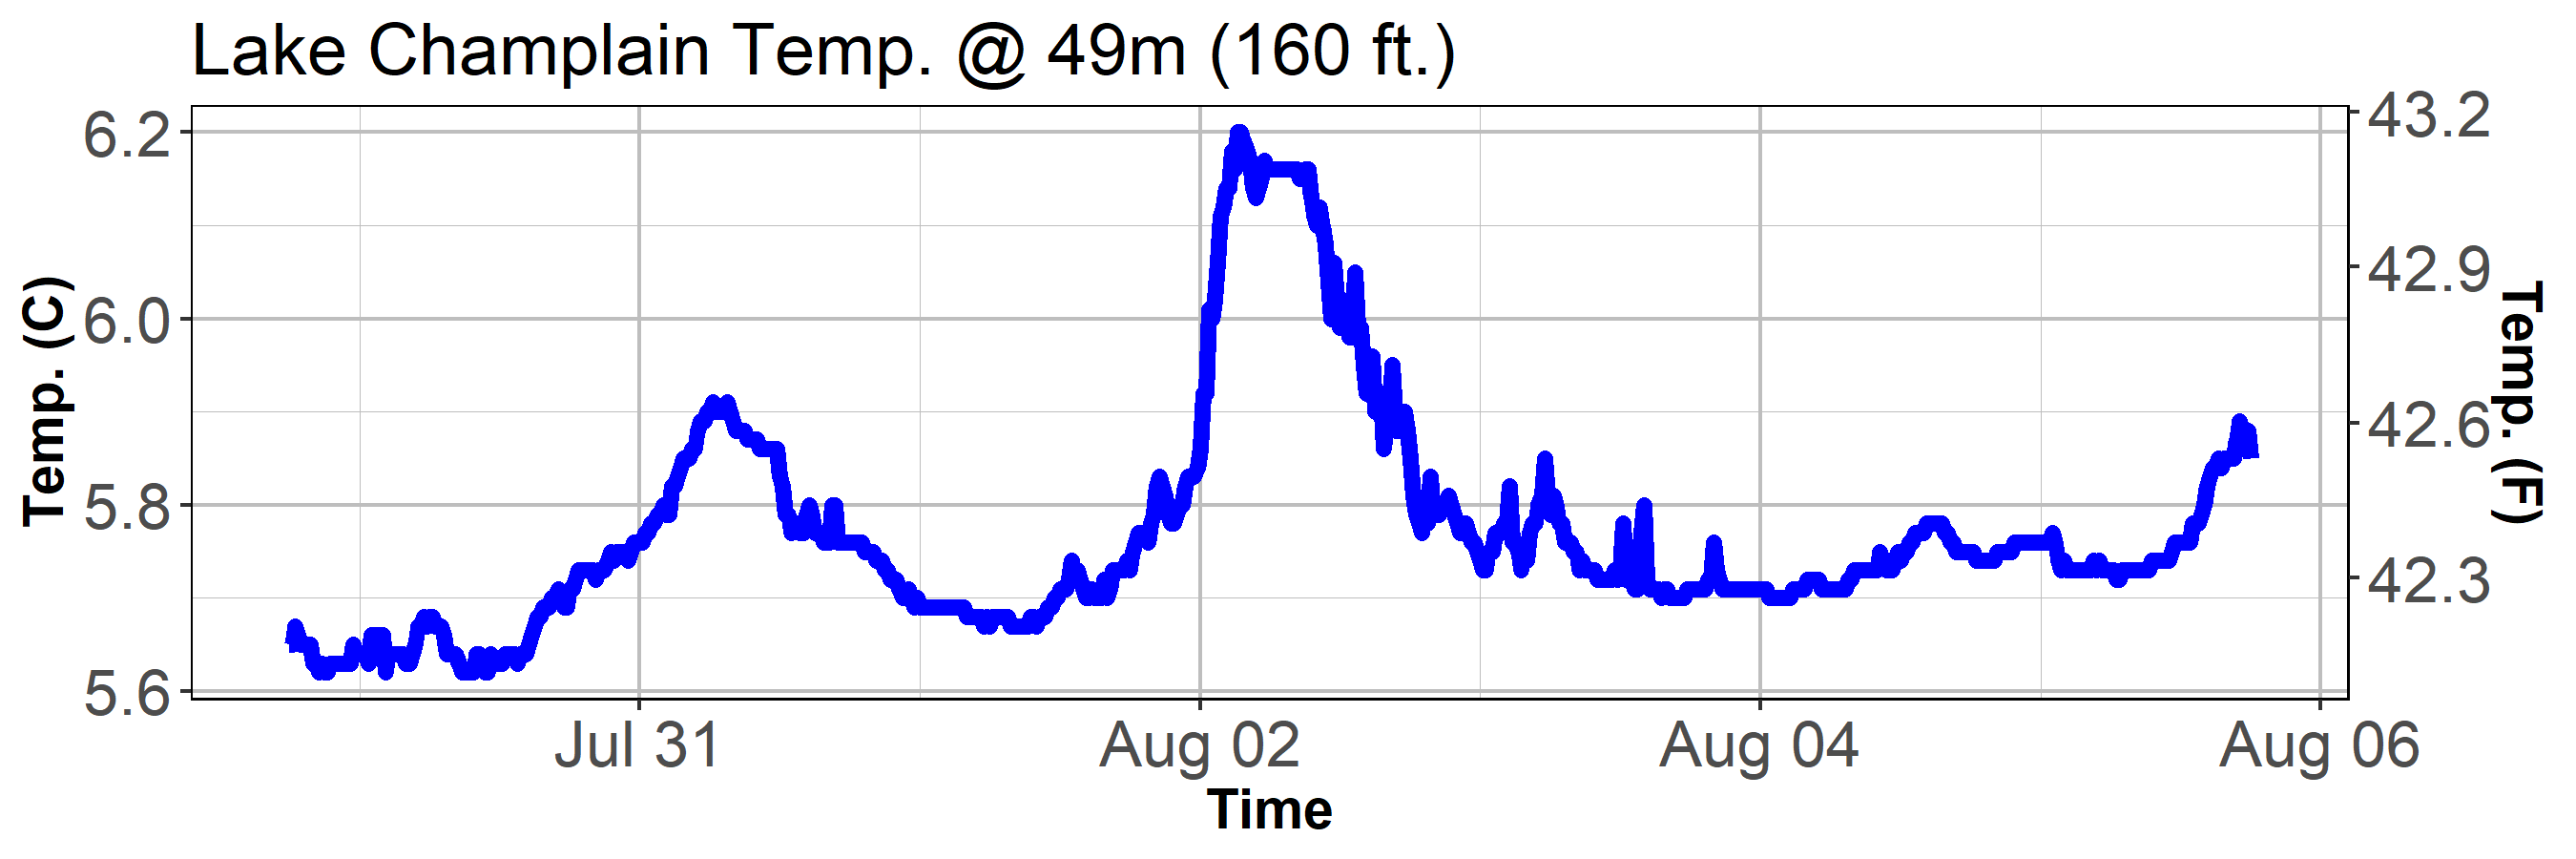 Lake Champlain Temp. @ 49m (160 ft.)
6.2
6.0
5.8
5.6
Temp. (C)
43.2
42.9
42.6
42.3
Temp. (F)
Jul 31
Aug 02
Aug 04
Aug 06
Time